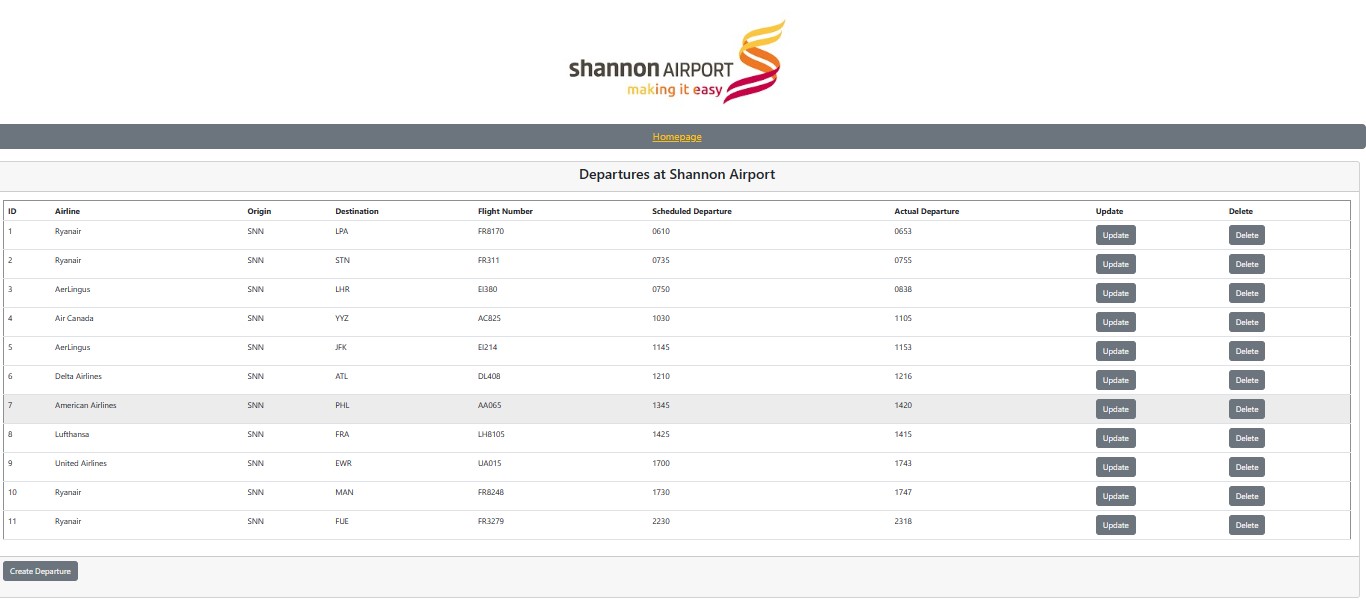 shannon AIRPORT
making it easy
Homepage
Departures at Shannon Airport
ID Airline Origin Destination Flight Number Scheduled Departure Actual Departure Update Delete
1 Ryanair SNN LPA FR8170 0610 0653 Update Delete
2 Ryanair SNN STN FR311 0735 0755 Update Delete
3 AerLingus SNN LHR EI380 0750 0838 Update Delete
4 Air Canada SNN YYZ AC825 1030 1105 Update Delete
5 AerLingus SNN JFK EI214 1145 1153 Update Delete
6 Delta Airlines SNN ATL DL408 1210 1216 Update Delete
7 American Airlines SNN PHL AA065 1345 1420 Update Delete
8 Lufthansa SNN FRA LH8105 1425 1415 Update Delete
9 United Airlines SNN EWR UA015 1700 1743 Update Delete
10 Ryanair SNN MAN FR8248 1730 1747 Update Delete
11 Ryanair SNN FUE FR3279 2230 2318 Update Delete
Create Departure